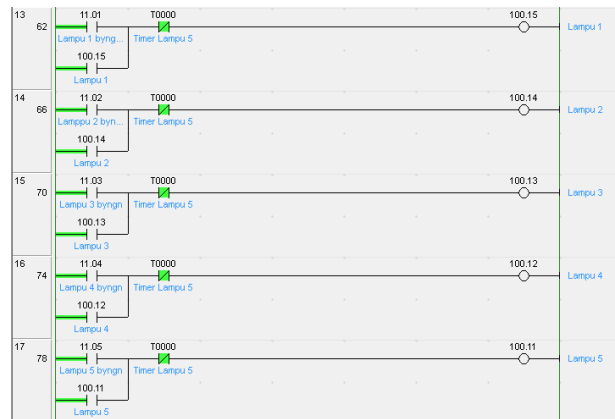 13 11.01 T0000 100.15
62 Lampu 1
Lampu 1 byng... Timer Lampu 5
100.15
Lampu 1
14 11.02 T0000 100.14
66 Lampu 2
Lamppu 2 byn... Timer Lampu 5
100.14
Lampu 2
15 11.03 T0000 100.13
70 Lampu 3
Lampu 3 byngn Timer Lampu 5
100.13
Lampu 3
16 11.04 T0000 100.12
74 Lampu 4
Lampu 4 byngn Timer Lampu 5
100.12
Lampu 4
17 11.05 T0000 100.11
78 Lampu 5
Lampu 5 byngn Timer Lampu 5
100.11
Lampu 5